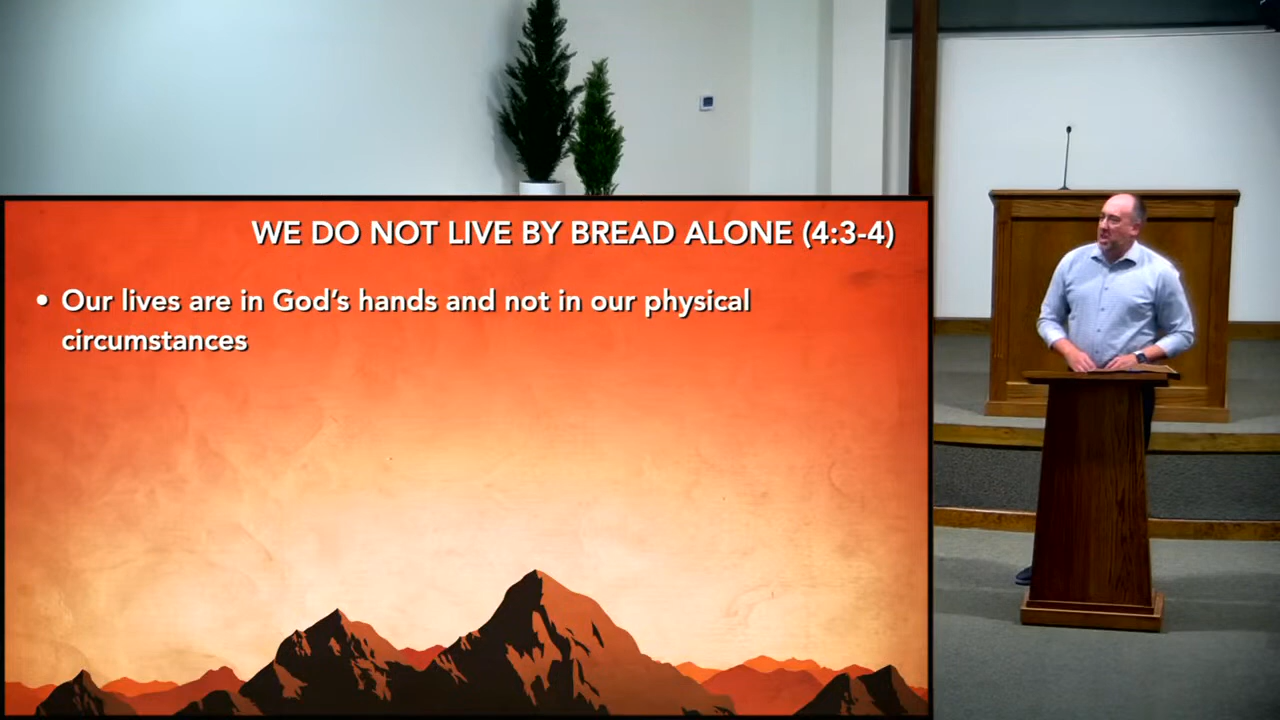 WE DO NOT LIVE BY BREAD ALONE (4:3-4)
• Our lives are in God's hands and not in our physical
circumstances